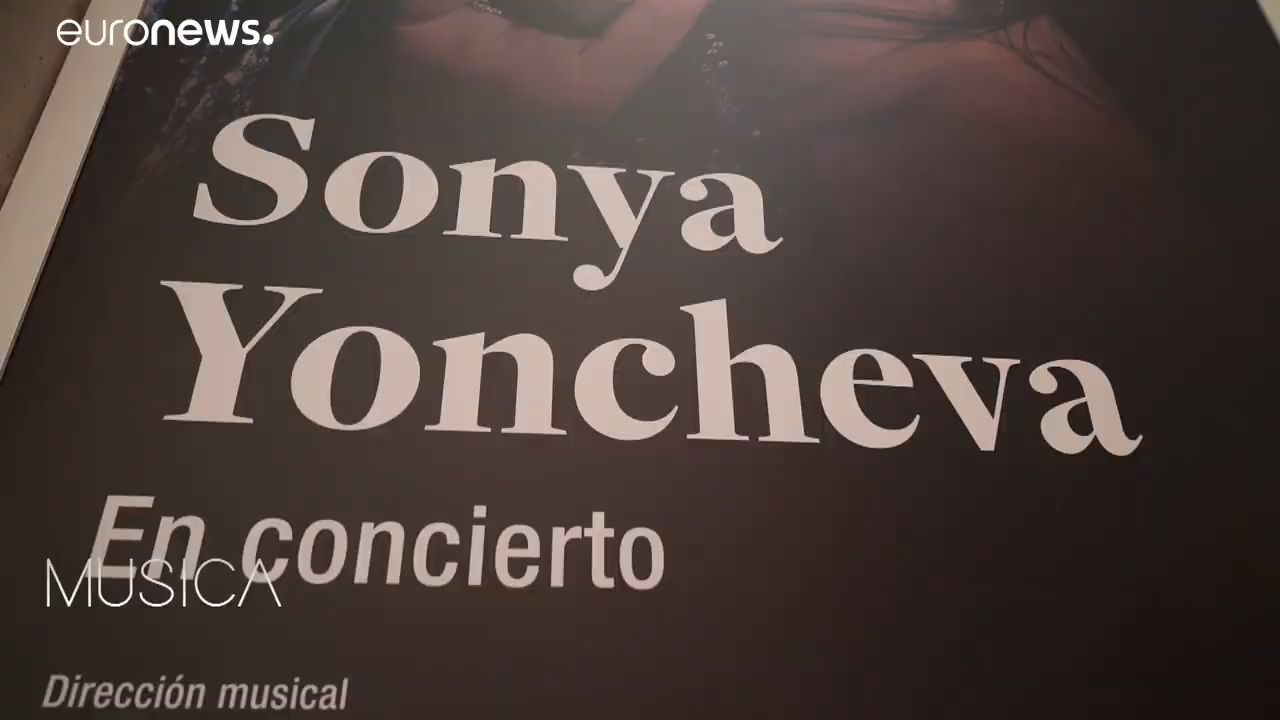 euronews.
Sonya
Yoncheva
En concierto
MUSICA
Dirección musical